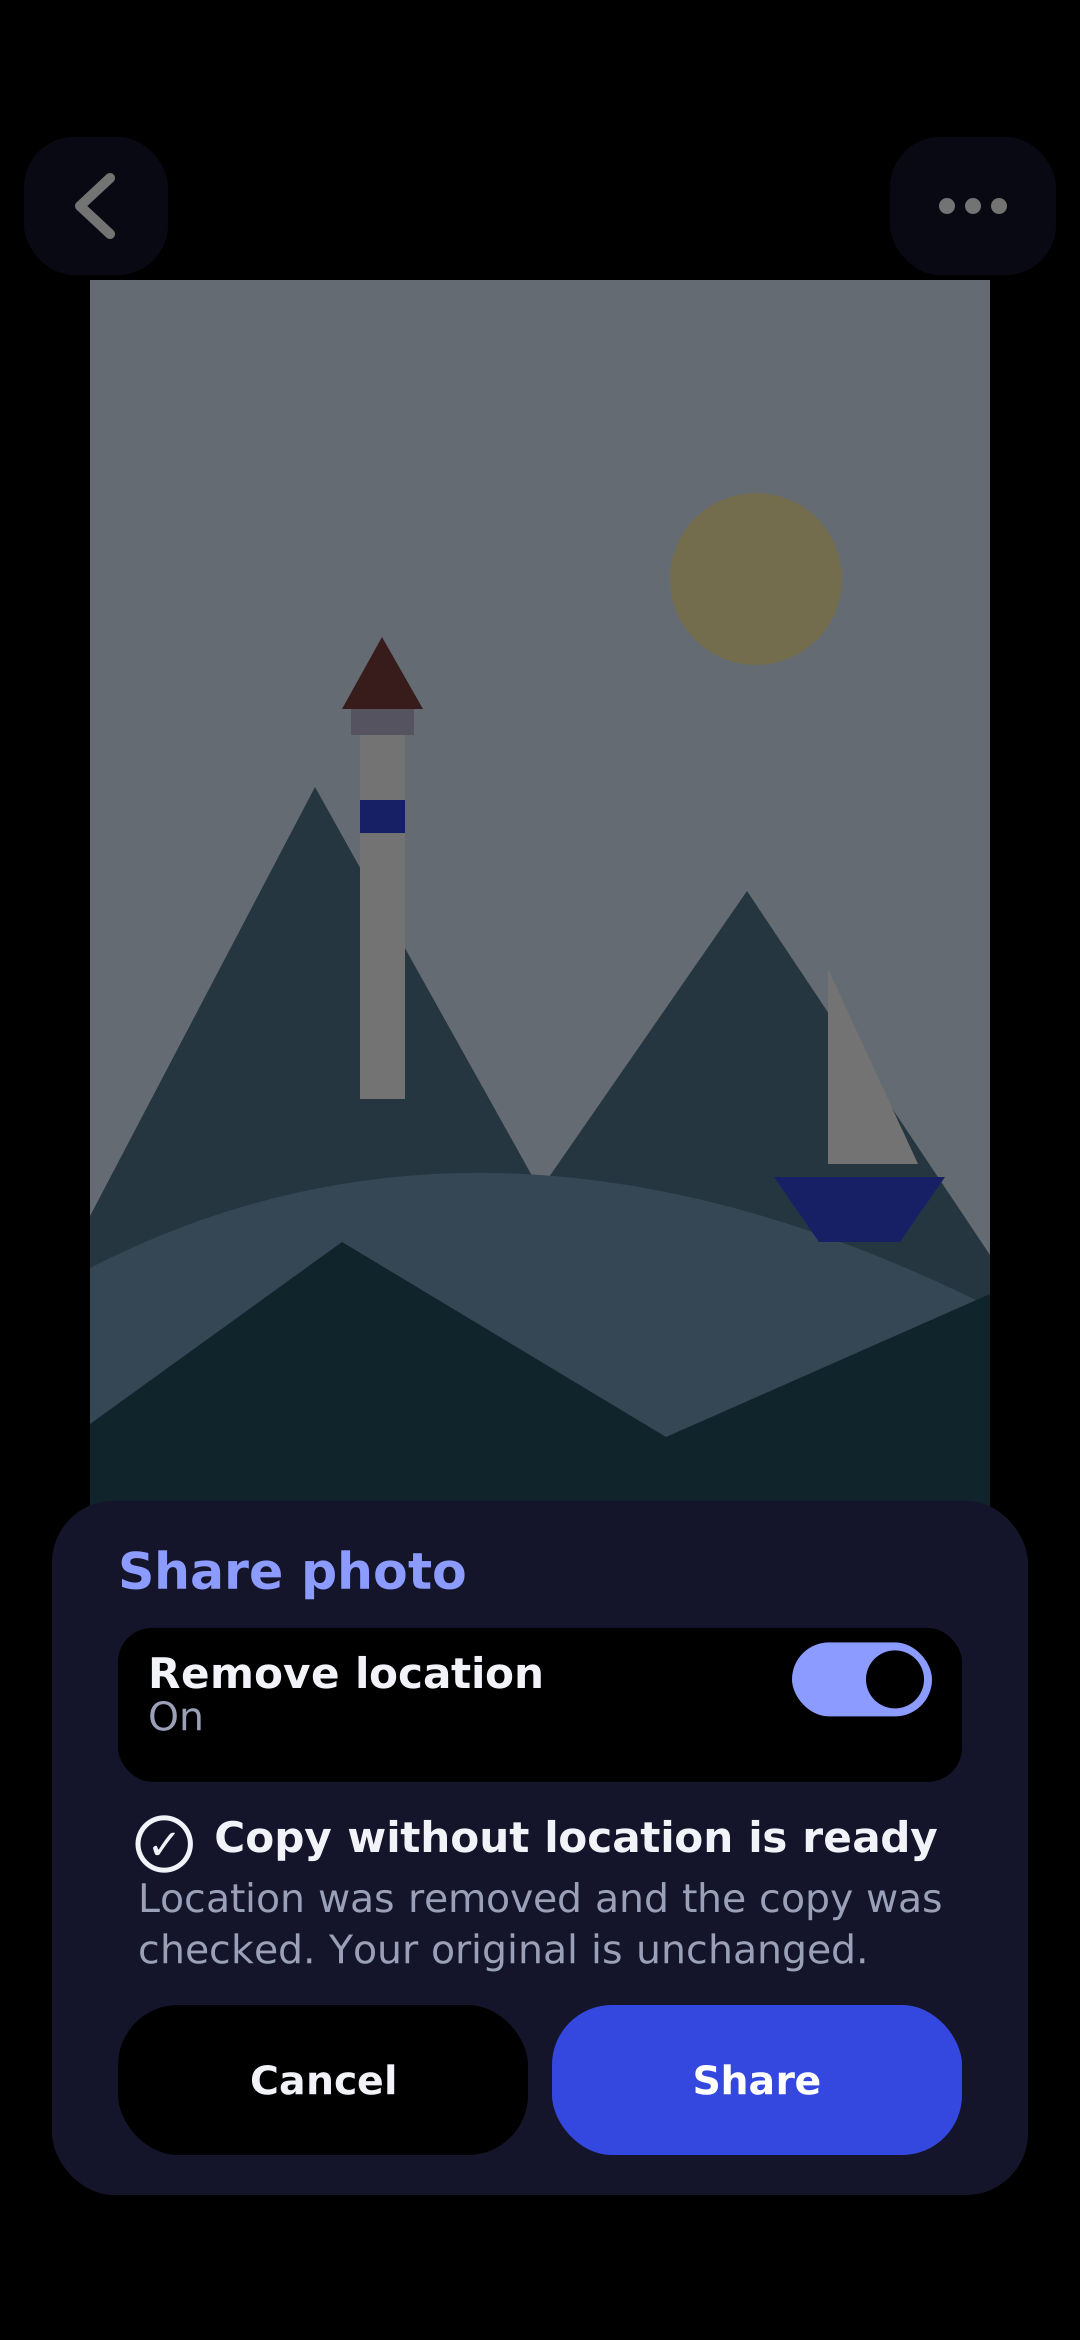 Share photo
Remove location
On
Copy without location is ready
Location was removed and the copy was
checked. Your original is unchanged.
Cancel
Share